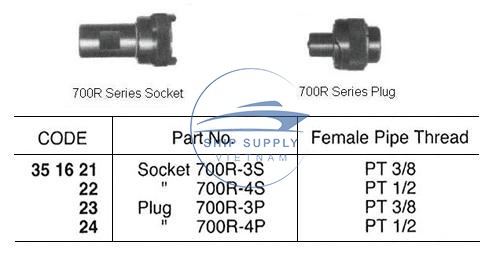 700R Series Socket
700R Series Plug
SHIP SUPPLY
VIETNAM
CODE Part No. Female Pipe Thread
35 16 21 Socket 700R-3S PT 3/8
22 " 700R-4S PT 1/2
23 Plug 700R-3P PT 3/8
24 " 700R-4P PT 1/2